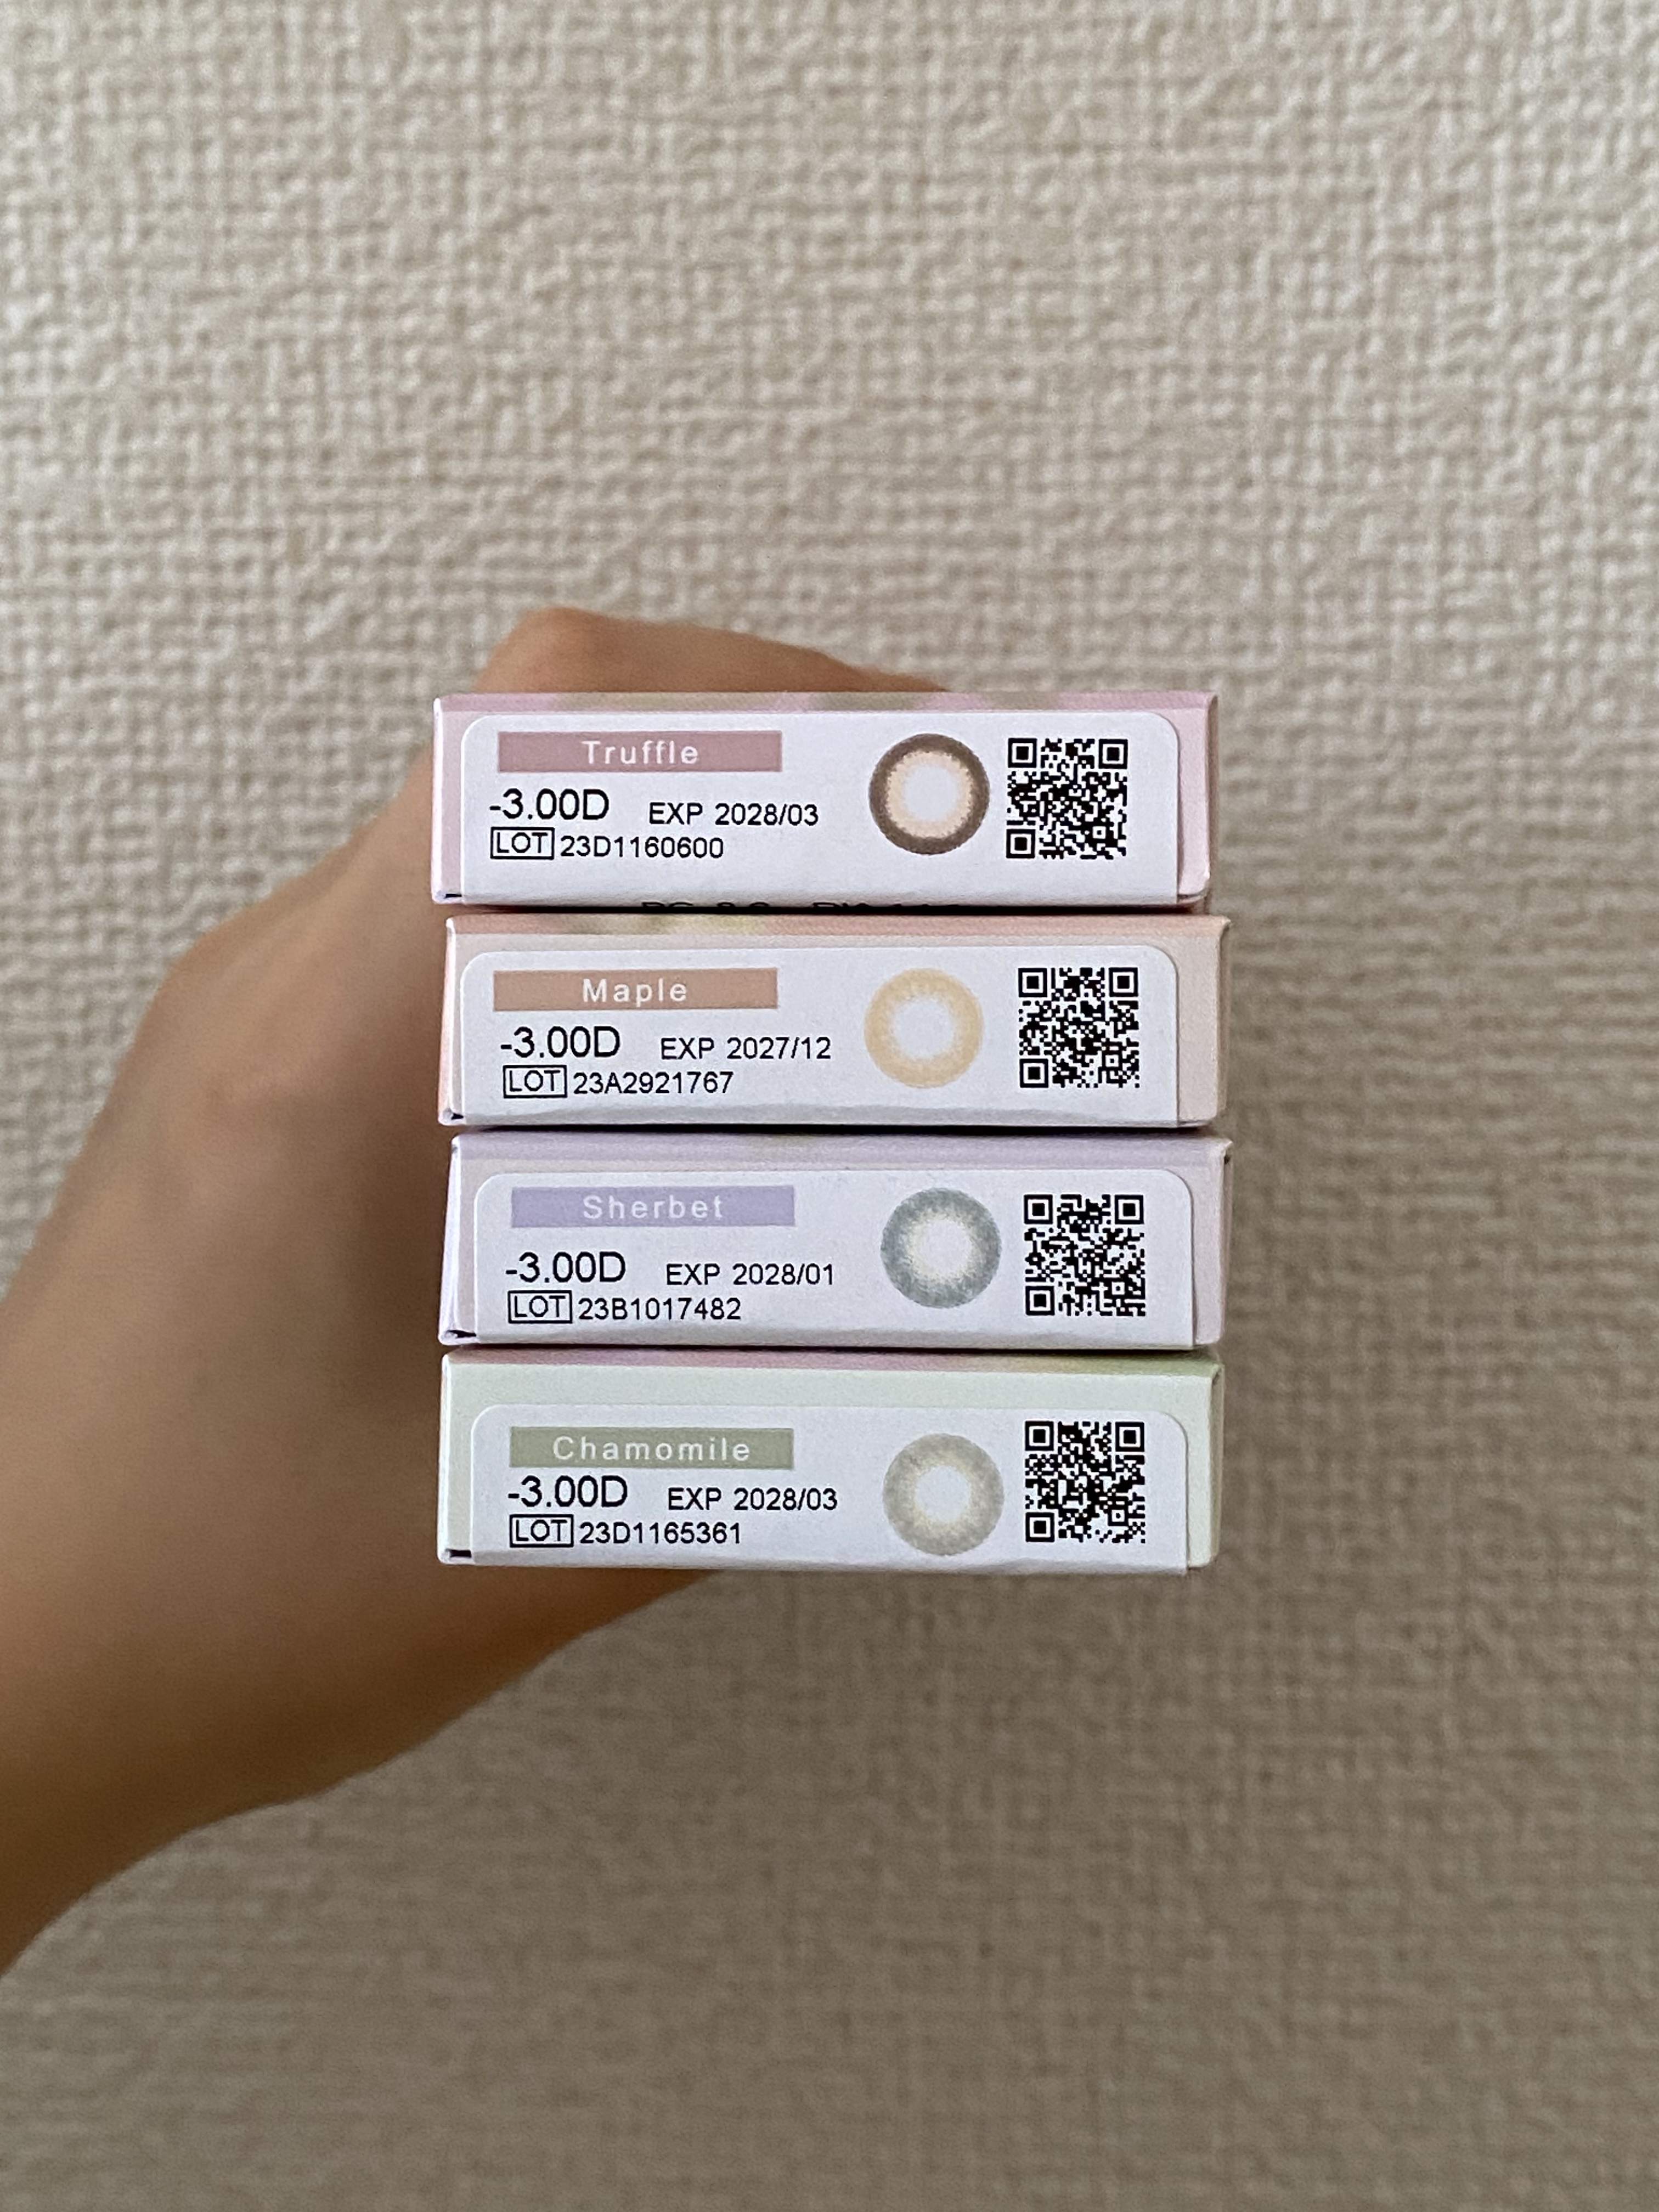 Truffle
-3.00D EXP 2028/03
LOT 23D1160600
Maple
-3.00D EXP 2027/12
LOT 23A2921767
Sherbet
-3.00D EXP 2028/01
LOT 23B1017482
Chamomile
-3.00D EXP 2028/03
LOT 23D1165361